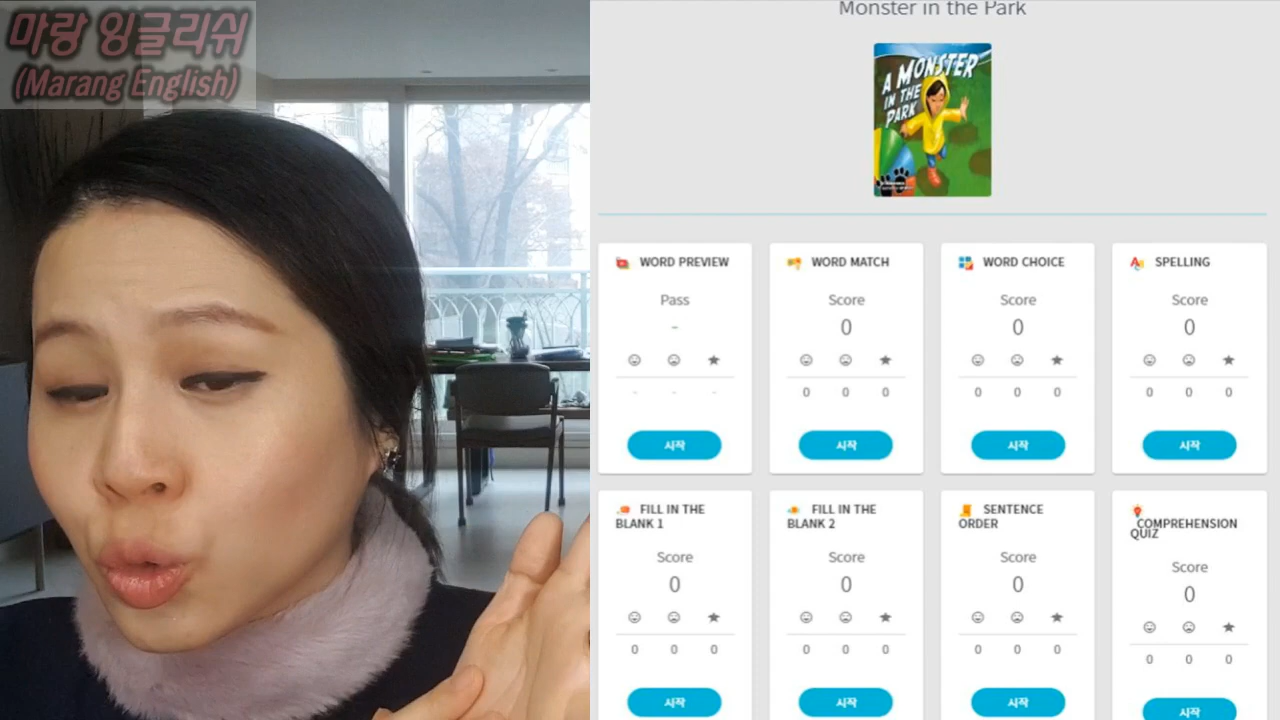 마랑 잉글리쉬
(Marang English)
Monster in the Park
A MONSTER
IN THE
PARK
WORD PREVIEW
Pass
-
- - -
시작
WORD MATCH
Score
0
0 0 0
시작
WORD CHOICE
Score
0
0 0 0
시작
SPELLING
Score
0
0 0 0
시작
FILL IN THE
BLANK 1
Score
0
0 0 0
시작
FILL IN THE
BLANK 2
Score
0
0 0 0
시작
SENTENCE
ORDER
Score
0
0 0 0
시작
COMPREHENSION
QUIZ
Score
0
0 0 0
시작